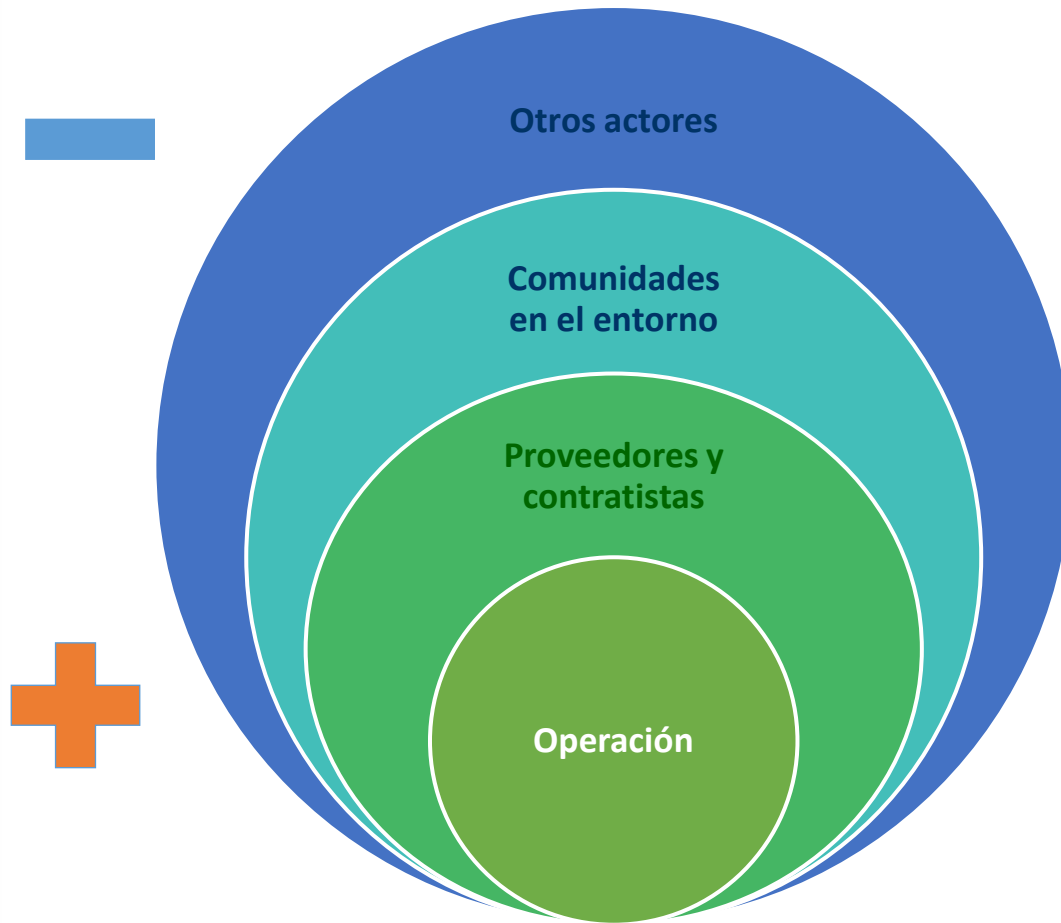 Otros actores
Comunidades
en el entorno
Proveedores y
contratistas
Operación